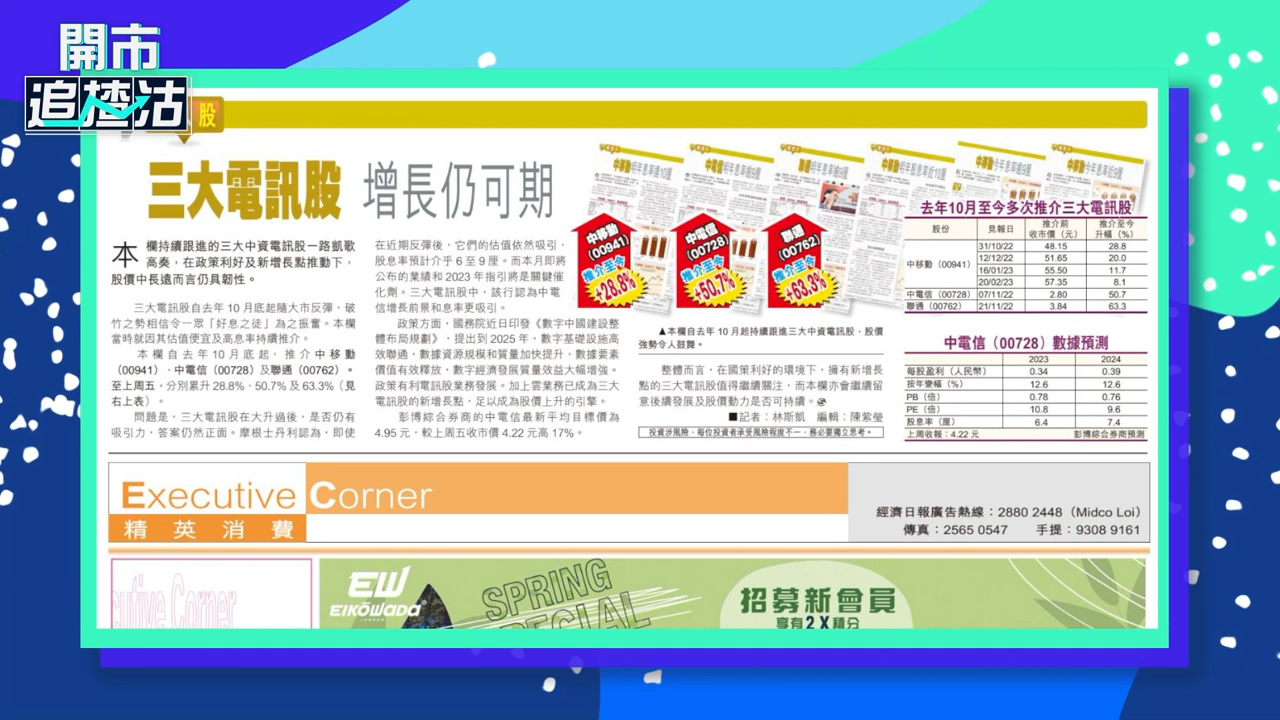 開市
追揸沽
股
三大電訊股 增長仍可期
本欄持續跟進的三大中資電訊股一路凱歌
高奏，在政策利好及新增長點推動下，
股價中長遠而言仍具韌性。
三大電訊股自去年 10 月底起隨大市反彈，破
竹之勢相信令一眾「好息之徒」為之振奮。本欄
當時就因其估值便宜及高息率持續推介。
本欄自去年 10 月底起，推介中移動
（00941）、中電信（00728）及聯通（00762）。
至上周五，分別累升 28.8%、50.7% 及 63.3%（見
右上表）。
問題是，三大電訊股在大升過後，是否仍有
吸引力，答案仍然正面。摩根士丹利認為，即使
在近期反彈後，它們的估值依然吸引，
股息率預計介乎 6 至 9 厘。而本月即將
公布的業績和 2023 年指引將是關鍵催
化劑。三大電訊股中，該行認為中電
信增長前景和息率更吸引。
政策方面，國務院近日印發《數字中國建設整
體布局規劃》，提出到 2025 年，數字基礎設施高
效聯通，數據資源規模和質量加快提升，數據要素
價值有效釋放，數字經濟發展質量效益大幅增強。
政策有利電訊股業務發展。加上雲業務已成為三大
電訊股的新增長點，足以成為股價上升的引擎。
彭博綜合券商的中電信最新平均目標價為
4.95 元，較上周五收市價 4.22 元高 17%。
中移動
（00941）
推介至今
+28.8%
中電信
（00728）
推介至今
+50.7%
聯通
（00762）
推介至今
+63.3%
▲本欄自去年 10 月起持續跟進三大中資電訊股，股價
強勢令人鼓舞。
整體而言，在國策利好的環境下，擁有新增長
點的三大電訊股值得繼續關注，而本欄亦會繼續留
意後續發展及股價動力是否可持續。
■記者：林斯凱 編輯：陳紫瑩
投資涉風險，每位投資者承受風險程度不一，務必要獨立思考。
去年10月至今多次推介三大電訊股
股份 見報日 推介前收市價（元） 推介至今升幅（%）
中移動（00941） 31/10/22 48.15 28.8
12/12/22 51.65 20.0
16/01/23 55.50 11.7
20/02/23 57.35 8.1
中電信（00728） 07/11/22 2.80 50.7
聯通（00762） 21/11/22 3.84 63.3
中電信（00728）數據預測
2023 2024
每股盈利（人民幣） 0.34 0.39
按年變幅（%） 12.6 12.6
PB（倍） 0.78 0.76
PE（倍） 10.8 9.6
股息率（厘） 6.4 7.4
上周收報：4.22 元 彭博綜合券商預測
Executive Corner
精英消費
經濟日報廣告熱線：2880 2448（Midco Loi）
傳真：2565 0547 手提：9308 9161
cutive Corner
EW
EIKŌWADA
LONDON
SPRING
SPECIAL
招募新會員
享有2X積分